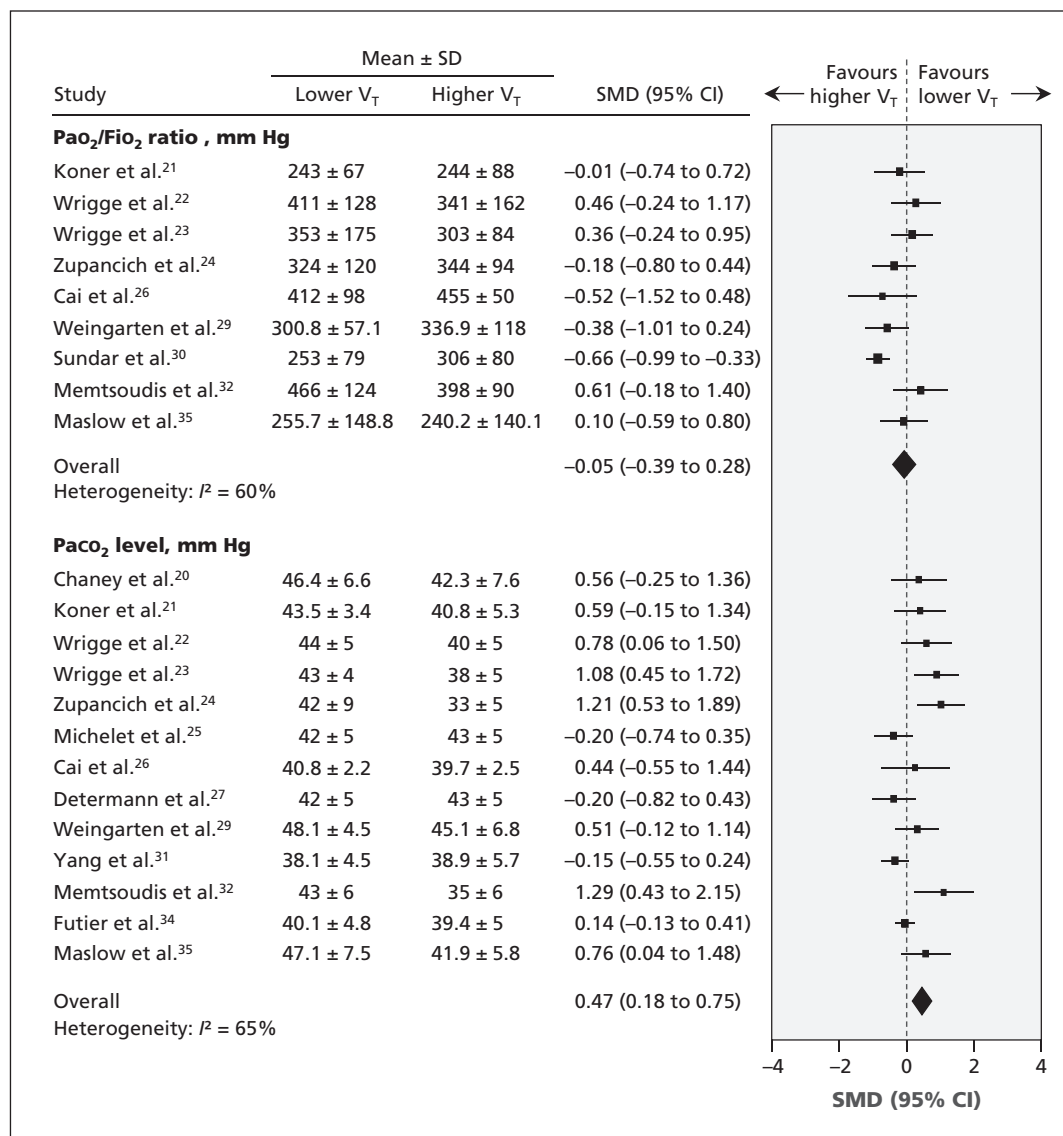 Mean ± SD
Favours higher V_T
Favours lower V_T
Study Lower V_T Higher V_T SMD (95% CI)
Pao₂/Fio₂ ratio , mm Hg
Koner et al.²¹ 243 ± 67 244 ± 88 –0.01 (–0.74 to 0.72)
Wrigge et al.²² 411 ± 128 341 ± 162 0.46 (–0.24 to 1.17)
Wrigge et al.²³ 353 ± 175 303 ± 84 0.36 (–0.24 to 0.95)
Zupancich et al.²⁴ 324 ± 120 344 ± 94 –0.18 (–0.80 to 0.44)
Cai et al.²⁶ 412 ± 98 455 ± 50 –0.52 (–1.52 to 0.48)
Weingarten et al.²⁹ 300.8 ± 57.1 336.9 ± 118 –0.38 (–1.01 to 0.24)
Sundar et al.³⁰ 253 ± 79 306 ± 80 –0.66 (–0.99 to –0.33)
Memtsoudis et al.³² 466 ± 124 398 ± 90 0.61 (–0.18 to 1.40)
Maslow et al.³⁵ 255.7 ± 148.8 240.2 ± 140.1 0.10 (–0.59 to 0.80)
Overall –0.05 (–0.39 to 0.28)
Heterogeneity: I² = 60%
Paco₂ level, mm Hg
Chaney et al.²⁰ 46.4 ± 6.6 42.3 ± 7.6 0.56 (–0.25 to 1.36)
Koner et al.²¹ 43.5 ± 3.4 40.8 ± 5.3 0.59 (–0.15 to 1.34)
Wrigge et al.²² 44 ± 5 40 ± 5 0.78 (0.06 to 1.50)
Wrigge et al.²³ 43 ± 4 38 ± 5 1.08 (0.45 to 1.72)
Zupancich et al.²⁴ 42 ± 9 33 ± 5 1.21 (0.53 to 1.89)
Michelet et al.²⁵ 42 ± 5 43 ± 5 –0.20 (–0.74 to 0.35)
Cai et al.²⁶ 40.8 ± 2.2 39.7 ± 2.5 0.44 (–0.55 to 1.44)
Determann et al.²⁷ 42 ± 5 43 ± 5 –0.20 (–0.82 to 0.43)
Weingarten et al.²⁹ 48.1 ± 4.5 45.1 ± 6.8 0.51 (–0.12 to 1.14)
Yang et al.³¹ 38.1 ± 4.5 38.9 ± 5.7 –0.15 (–0.55 to 0.24)
Memtsoudis et al.³² 43 ± 6 35 ± 6 1.29 (0.43 to 2.15)
Futier et al.³⁴ 40.1 ± 4.8 39.4 ± 5 0.14 (–0.13 to 0.41)
Maslow et al.³⁵ 47.1 ± 7.5 41.9 ± 5.8 0.76 (0.04 to 1.48)
Overall 0.47 (0.18 to 0.75)
Heterogeneity: I² = 65%
–4 –2 0 2 4
SMD (95% CI)